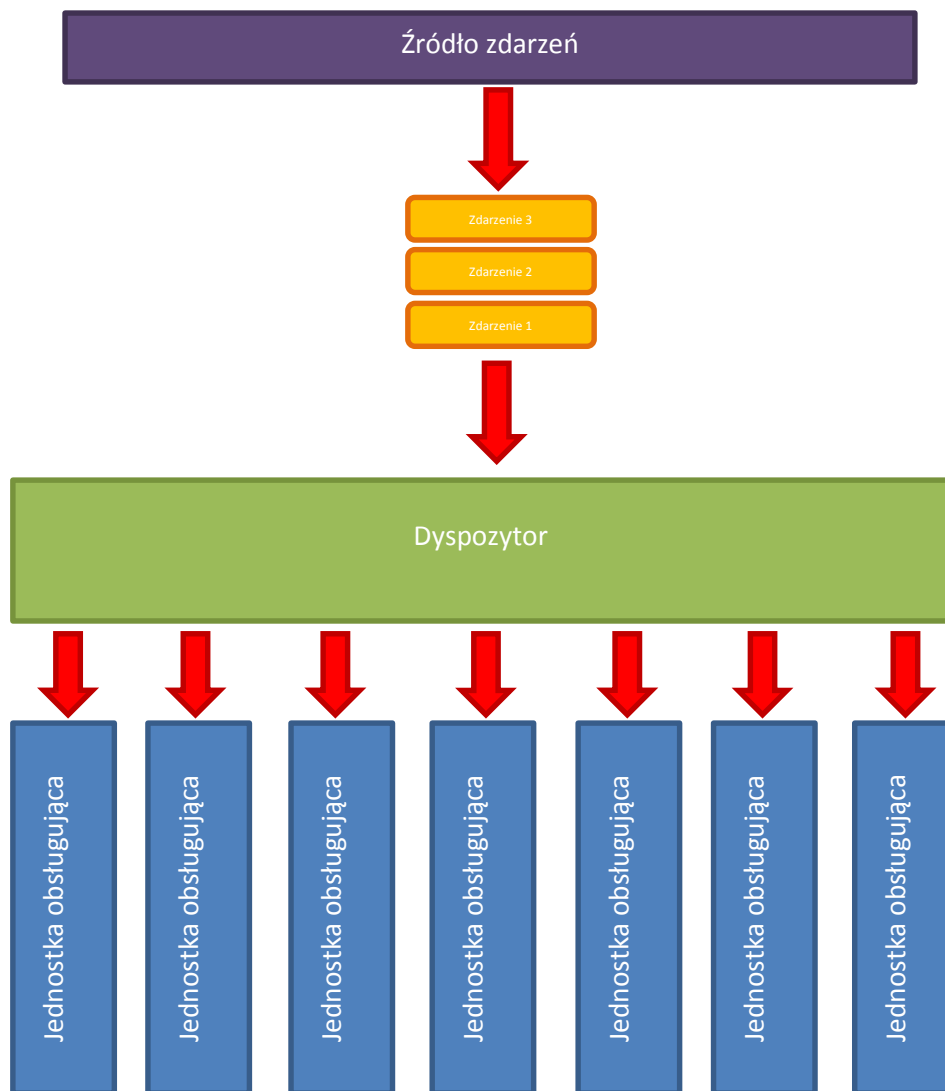 Źródło zdarzeń
Zdarzenie 3
Zdarzenie 2
Zdarzenie 1
Dyspozytor
Jednostka obsługująca
Jednostka obsługująca
Jednostka obsługująca
Jednostka obsługująca
Jednostka obsługująca
Jednostka obsługująca
Jednostka obsługująca